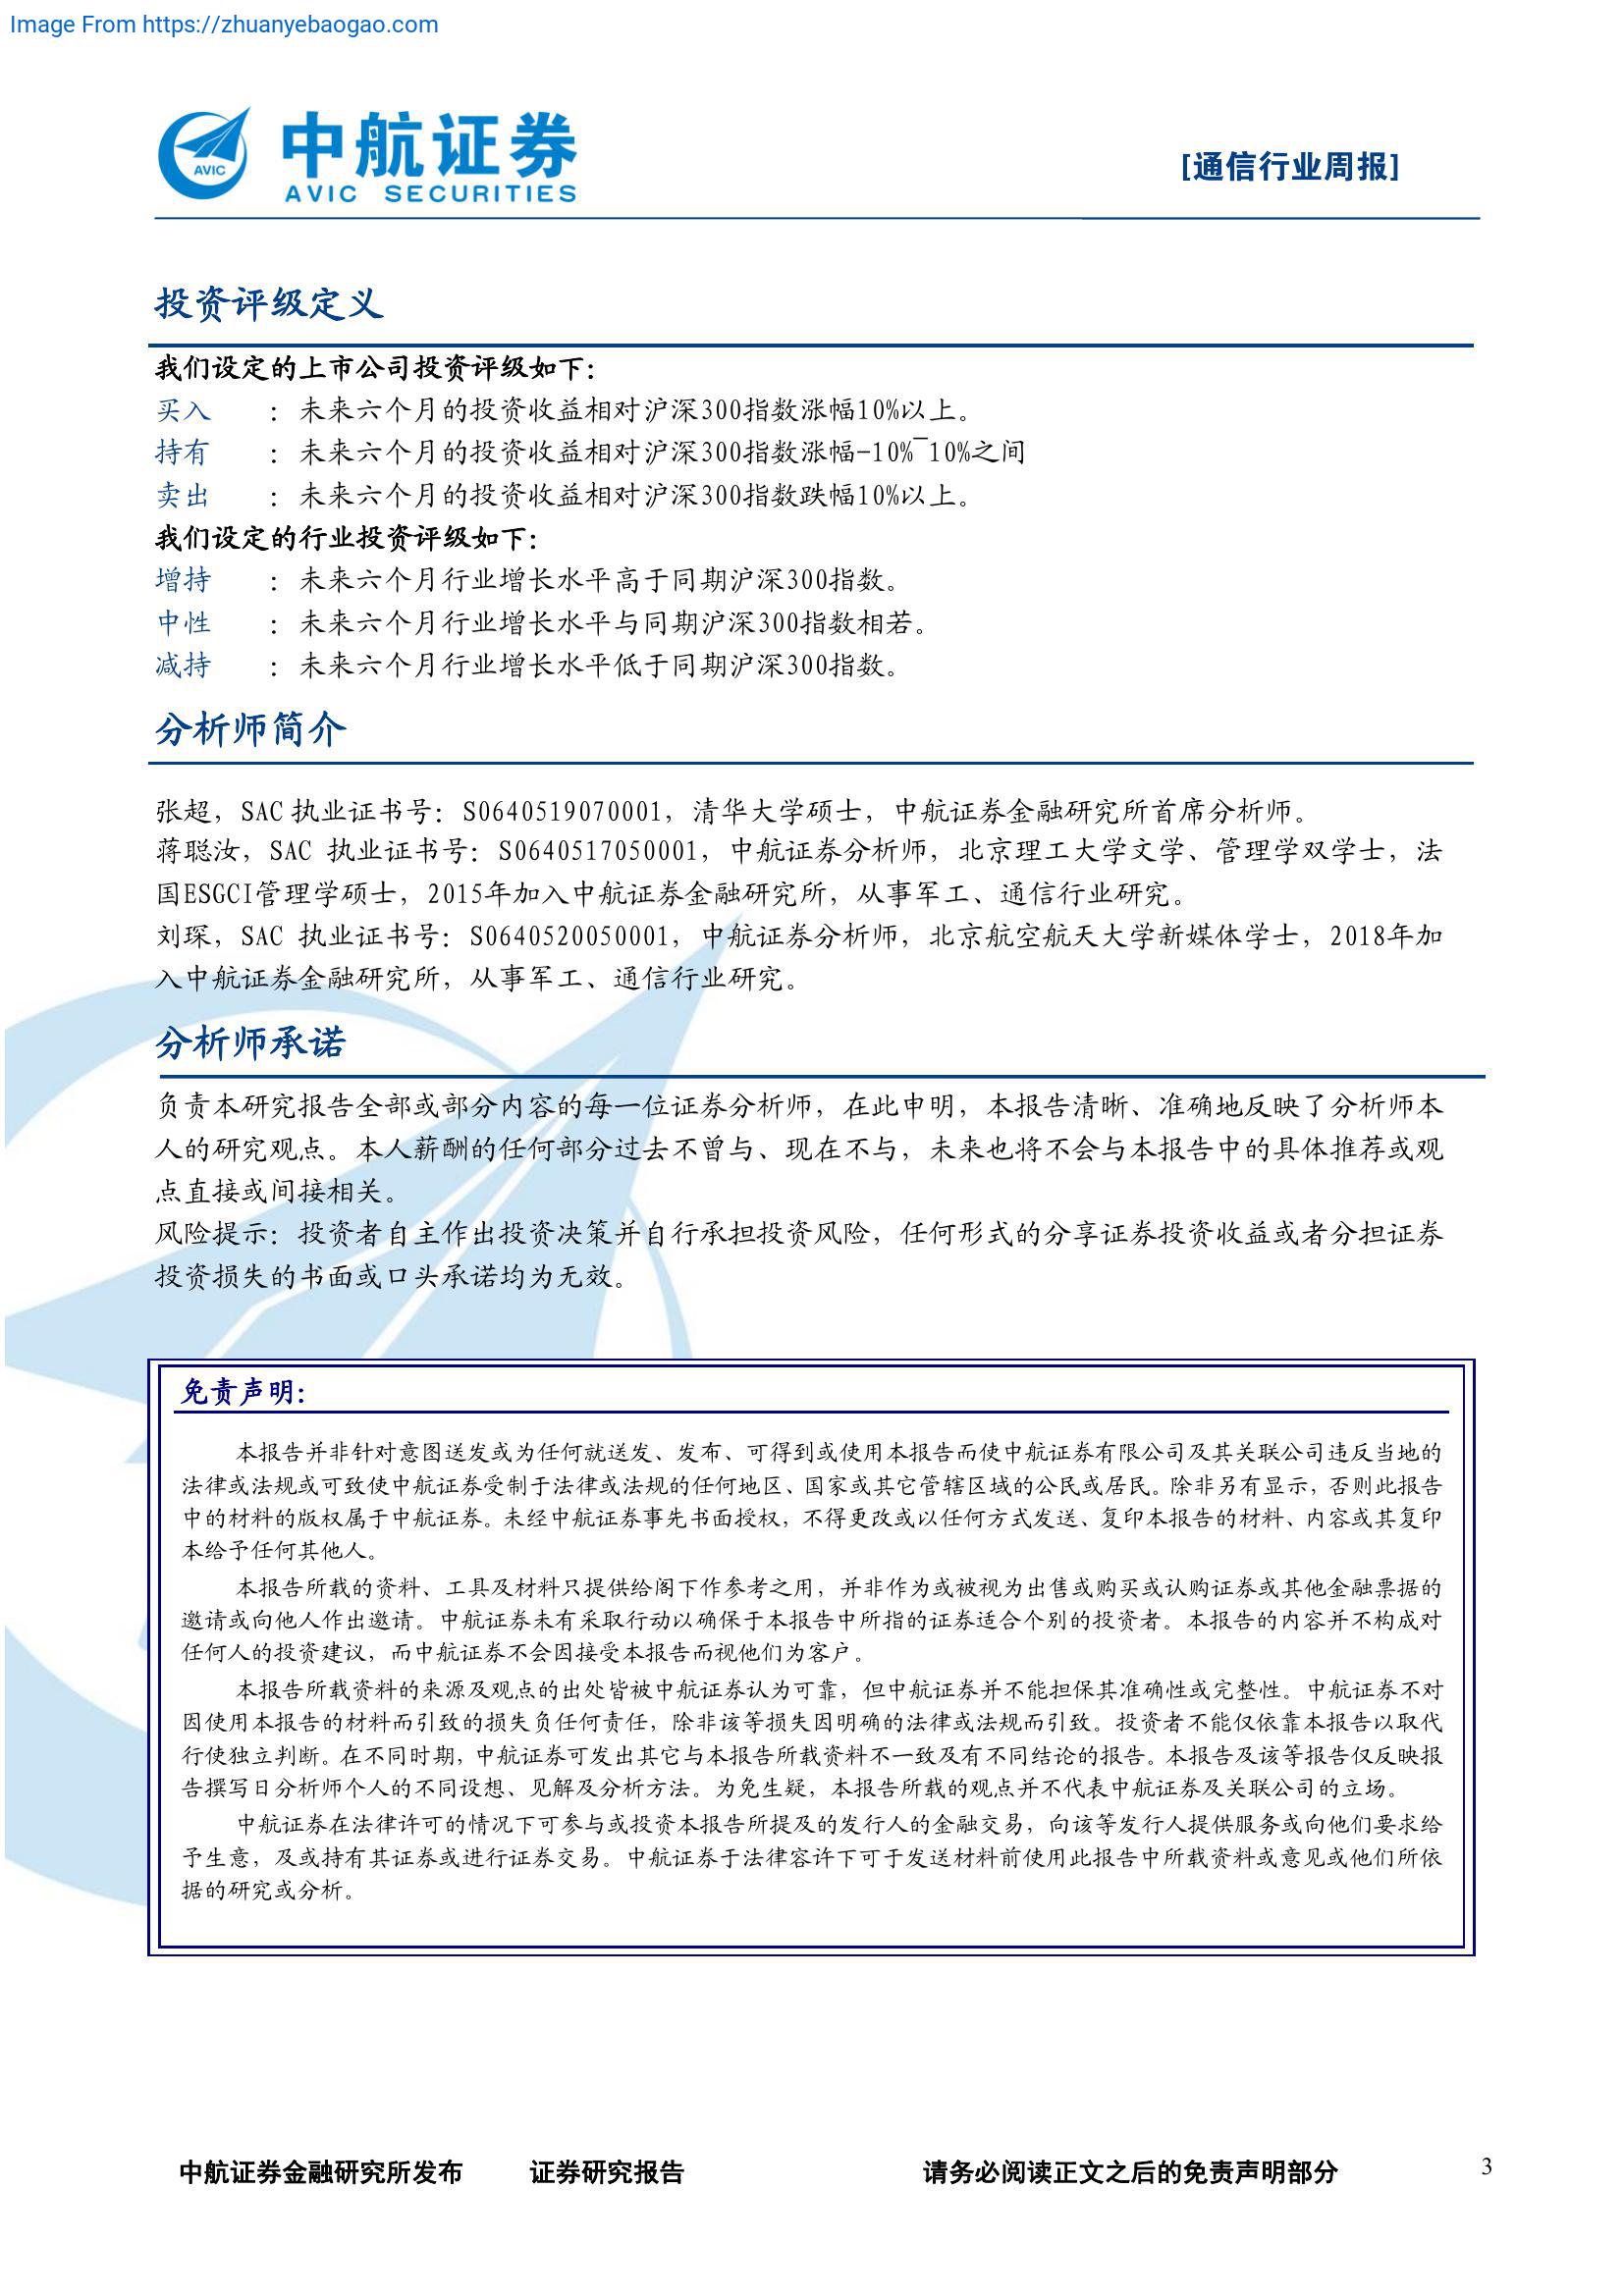 Image From https://zhuanyebaogao.com
AVIC
中航证券
AVIC SECURITIES
[通信行业周报]
投资评级定义
我们设定的上市公司投资评级如下:
买入 : 未来六个月的投资收益相对沪深300指数涨幅10%以上。
持有 : 未来六个月的投资收益相对沪深300指数涨幅-10%~10%之间
卖出 : 未来六个月的投资收益相对沪深300指数跌幅10%以上。
我们设定的行业投资评级如下:
增持 : 未来六个月行业增长水平高于同期沪深300指数。
中性 : 未来六个月行业增长水平与同期沪深300指数相若。
减持 : 未来六个月行业增长水平低于同期沪深300指数。
分析师简介
张超, SAC 执业证书号: S0640519070001, 清华大学硕士, 中航证券金融研究所首席分析师。
蒋聪汝, SAC 执业证书号: S0640517050001, 中航证券分析师, 北京理工大学文学、管理学双学士, 法
国ESGCI管理学硕士, 2015年加入中航证券金融研究所, 从事军工、通信行业研究。
刘琛, SAC 执业证书号: S0640520050001, 中航证券分析师, 北京航空航天大学新媒体学士, 2018年加
入中航证券金融研究所, 从事军工、通信行业研究。
分析师承诺
负责本研究报告全部或部分内容的每一位证券分析师, 在此申明, 本报告清晰、准确地反映了分析师本
人的研究观点。本人薪酬的任何部分过去不曾与、现在不与, 未来也将不会与本报告中的具体推荐或观
点直接或间接相关。
风险提示: 投资者自主作出投资决策并自行承担投资风险, 任何形式的分享证券投资收益或者分担证券
投资损失的书面或口头承诺均为无效。
免责声明:
本报告并非针对意图送发或为任何就送发、发布、可得到或使用本报告而使中航证券有限公司及其关联公司违反当地的
法律或法规或可致使中航证券受制于法律或法规的任何地区、国家或其它管辖区域的公民或居民。除非另有显示, 否则此报告
中的材料的版权属于中航证券。未经中航证券事先书面授权, 不得更改或以任何方式发送、复印本报告的材料、内容或其复印
本给予任何其他人。
本报告所载的资料、工具及材料只提供给阁下作参考之用, 并非作为或被视为出售或购买或认购证券或其他金融票据的
邀请或向他人作出邀请。中航证券未有采取行动以确保于本报告中所指的证券适合个别的投资者。本报告的内容并不构成对
任何人的投资建议, 而中航证券不会因接受本报告而视他们为客户。
本报告所载资料的来源及观点的出处皆被中航证券认为可靠, 但中航证券并不能担保其准确性或完整性。中航证券不对
因使用本报告的材料而引致的损失负任何责任, 除非该等损失因明确的法律或法规而引致。投资者不能仅依靠本报告以取代
行使独立判断。在不同时期, 中航证券可发出其它与本报告所载资料不一致及有不同结论的报告。本报告及该等报告仅反映报
告撰写日分析师个人的不同设想、见解及分析方法。为免生疑, 本报告所载的观点并不代表中航证券及关联公司的立场。
中航证券在法律许可的情况下可参与或投资本报告所提及的发行人的金融交易, 向该等发行人提供服务或向他们要求给
予生意, 及或持有其证券或进行证券交易。中航证券于法律容许下可于发送材料前使用此报告中所载资料或意见或他们所依
据的研究或分析。
中航证券金融研究所发布 证券研究报告 请务必阅读正文之后的免责声明部分 3